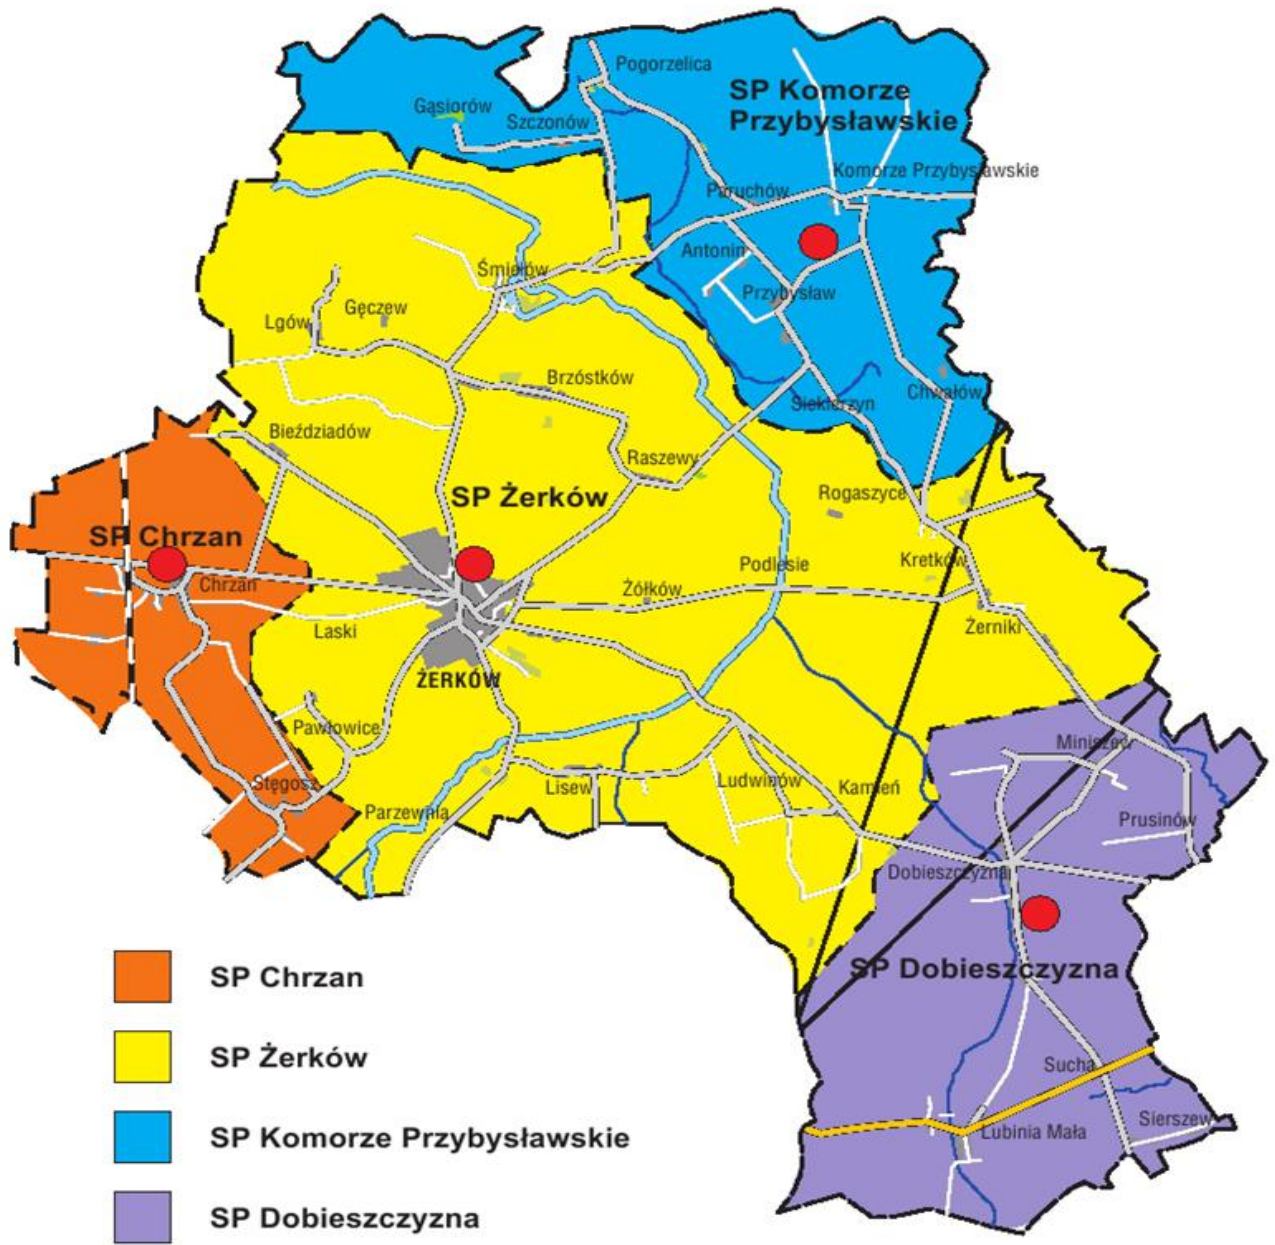 Pogorzelica
SP Komorze
Przybysławskie
Gąsiorów
Szczonów
Komorze Przybysławskie
Paruchów
Antonin
Śmiełów
Przybysław
Gęczew
Lgów
Brzóstków
Chwałów
Siekierzyn
Bieździadów
Raszewy
SP Żerków
Rogaszyce
SP Chrzan
Kretków
Podlesie
Chrzan
Żółków
Laski
Żerniki
ŻERKÓW
Pawłowice
Miniszew
Stęgosz
Ludwinów
Lisew
Kamień
Parzewnia
Prusinów
Dobieszczyzna
SP Dobieszczyzna
SP Chrzan
SP Żerków
Sucha
Sierszew
Lubinia Mała
SP Komorze Przybysławskie
SP Dobieszczyzna